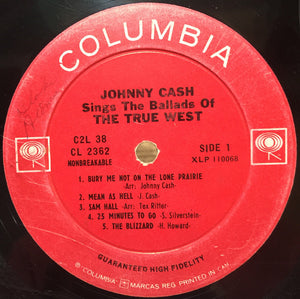 COLUMBIA
JOHNNY CASH
Sings The Ballads Of
THE TRUE WEST
C2L 38
CL 2362
NONBREAKABLE
SIDE 1
XLP 110068
1. BURY ME NOT ON THE LONE PRAIRIE
-Arr: Johnny Cash-
2. MEAN AS HELL -J. Cash-
3. SAM HALL -Arr: Tex Ritter-
4. 25 MINUTES TO GO -S. Silverstein-
5. THE BLIZZARD -H. Howard-
GUARANTEED HIGH FIDELITY
® "COLUMBIA" MARCAS REG. PRINTED IN